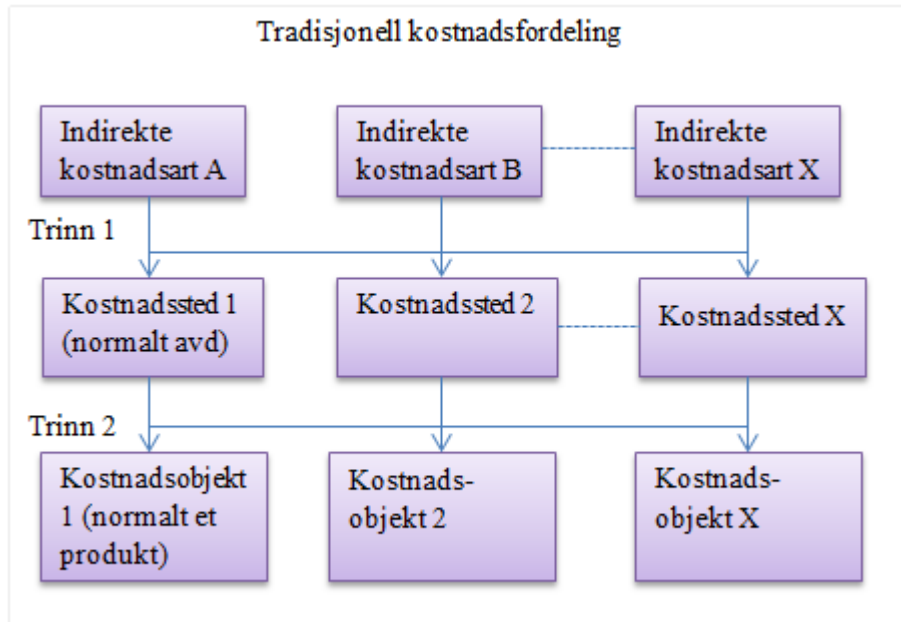 Tradisjonell kostnadsfordeling
Indirekte
kostnadsart A
Indirekte
kostnadsart B
Indirekte
kostnadsart X
Trinn 1
Kostnadssted 1
(normalt avd)
Kostnadssted 2
Kostnadssted X
Trinn 2
Kostnadsobjekt
1 (normalt et
produkt)
Kostnads-
objekt 2
Kostnads-
objekt X